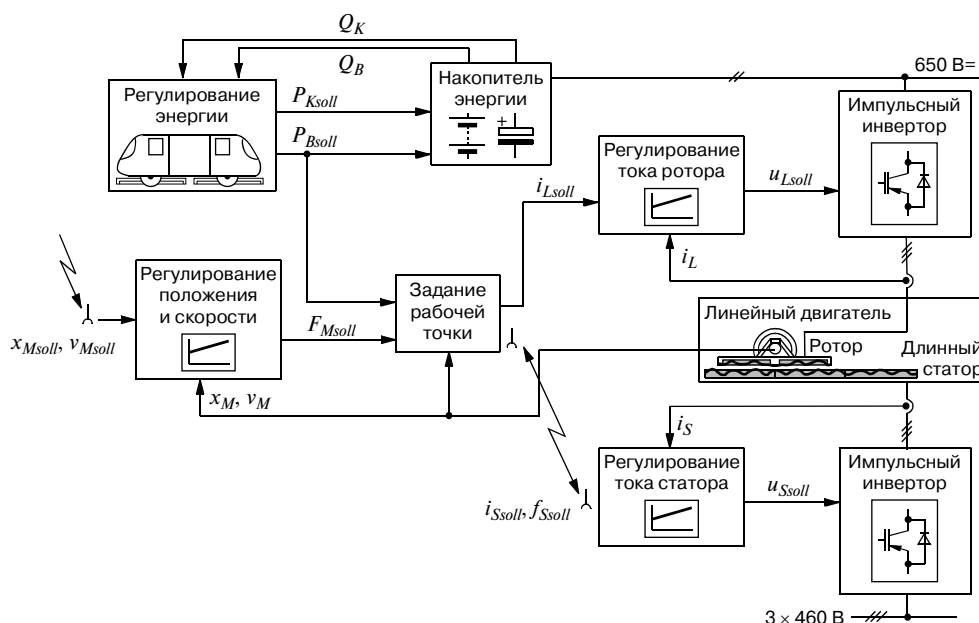 Q_K
Q_B
Регулирование
энергии
P_Ksoll
P_Bsoll
Накопитель
энергии
+
650 В=
Импульсный
инвертор
Регулирование
тока ротора
u_Lsoll
i_Lsoll
i_L
Регулирование
положения
и скорости
x_Msoll, v_Msoll
F_Msoll
Задание
рабочей
точки
x_M, v_M
Линейный двигатель
Ротор
Длинный
статор
i_S
Регулирование
тока статора
i_Ssoll, f_Ssoll
u_Ssoll
Импульсный
инвертор
3 × 460 В